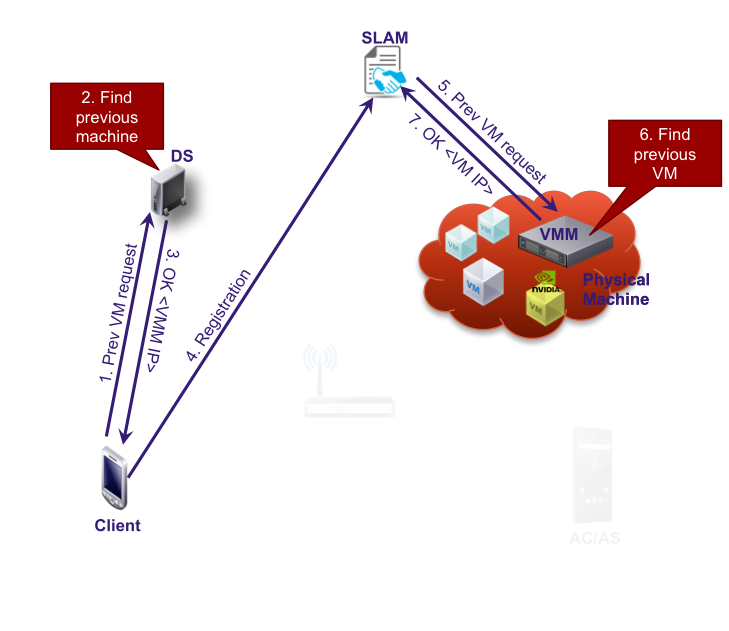 SLAM
2. Find
previous
machine
DS
5. Prev VM request
7. OK <VM IP>
6. Find
previous
VM
VMM
VM
VM
VM
NVIDIA
VM
Physical
Machine
1. Prev VM request
3. OK <VMM IP>
4. Registration
Client
AC/AS